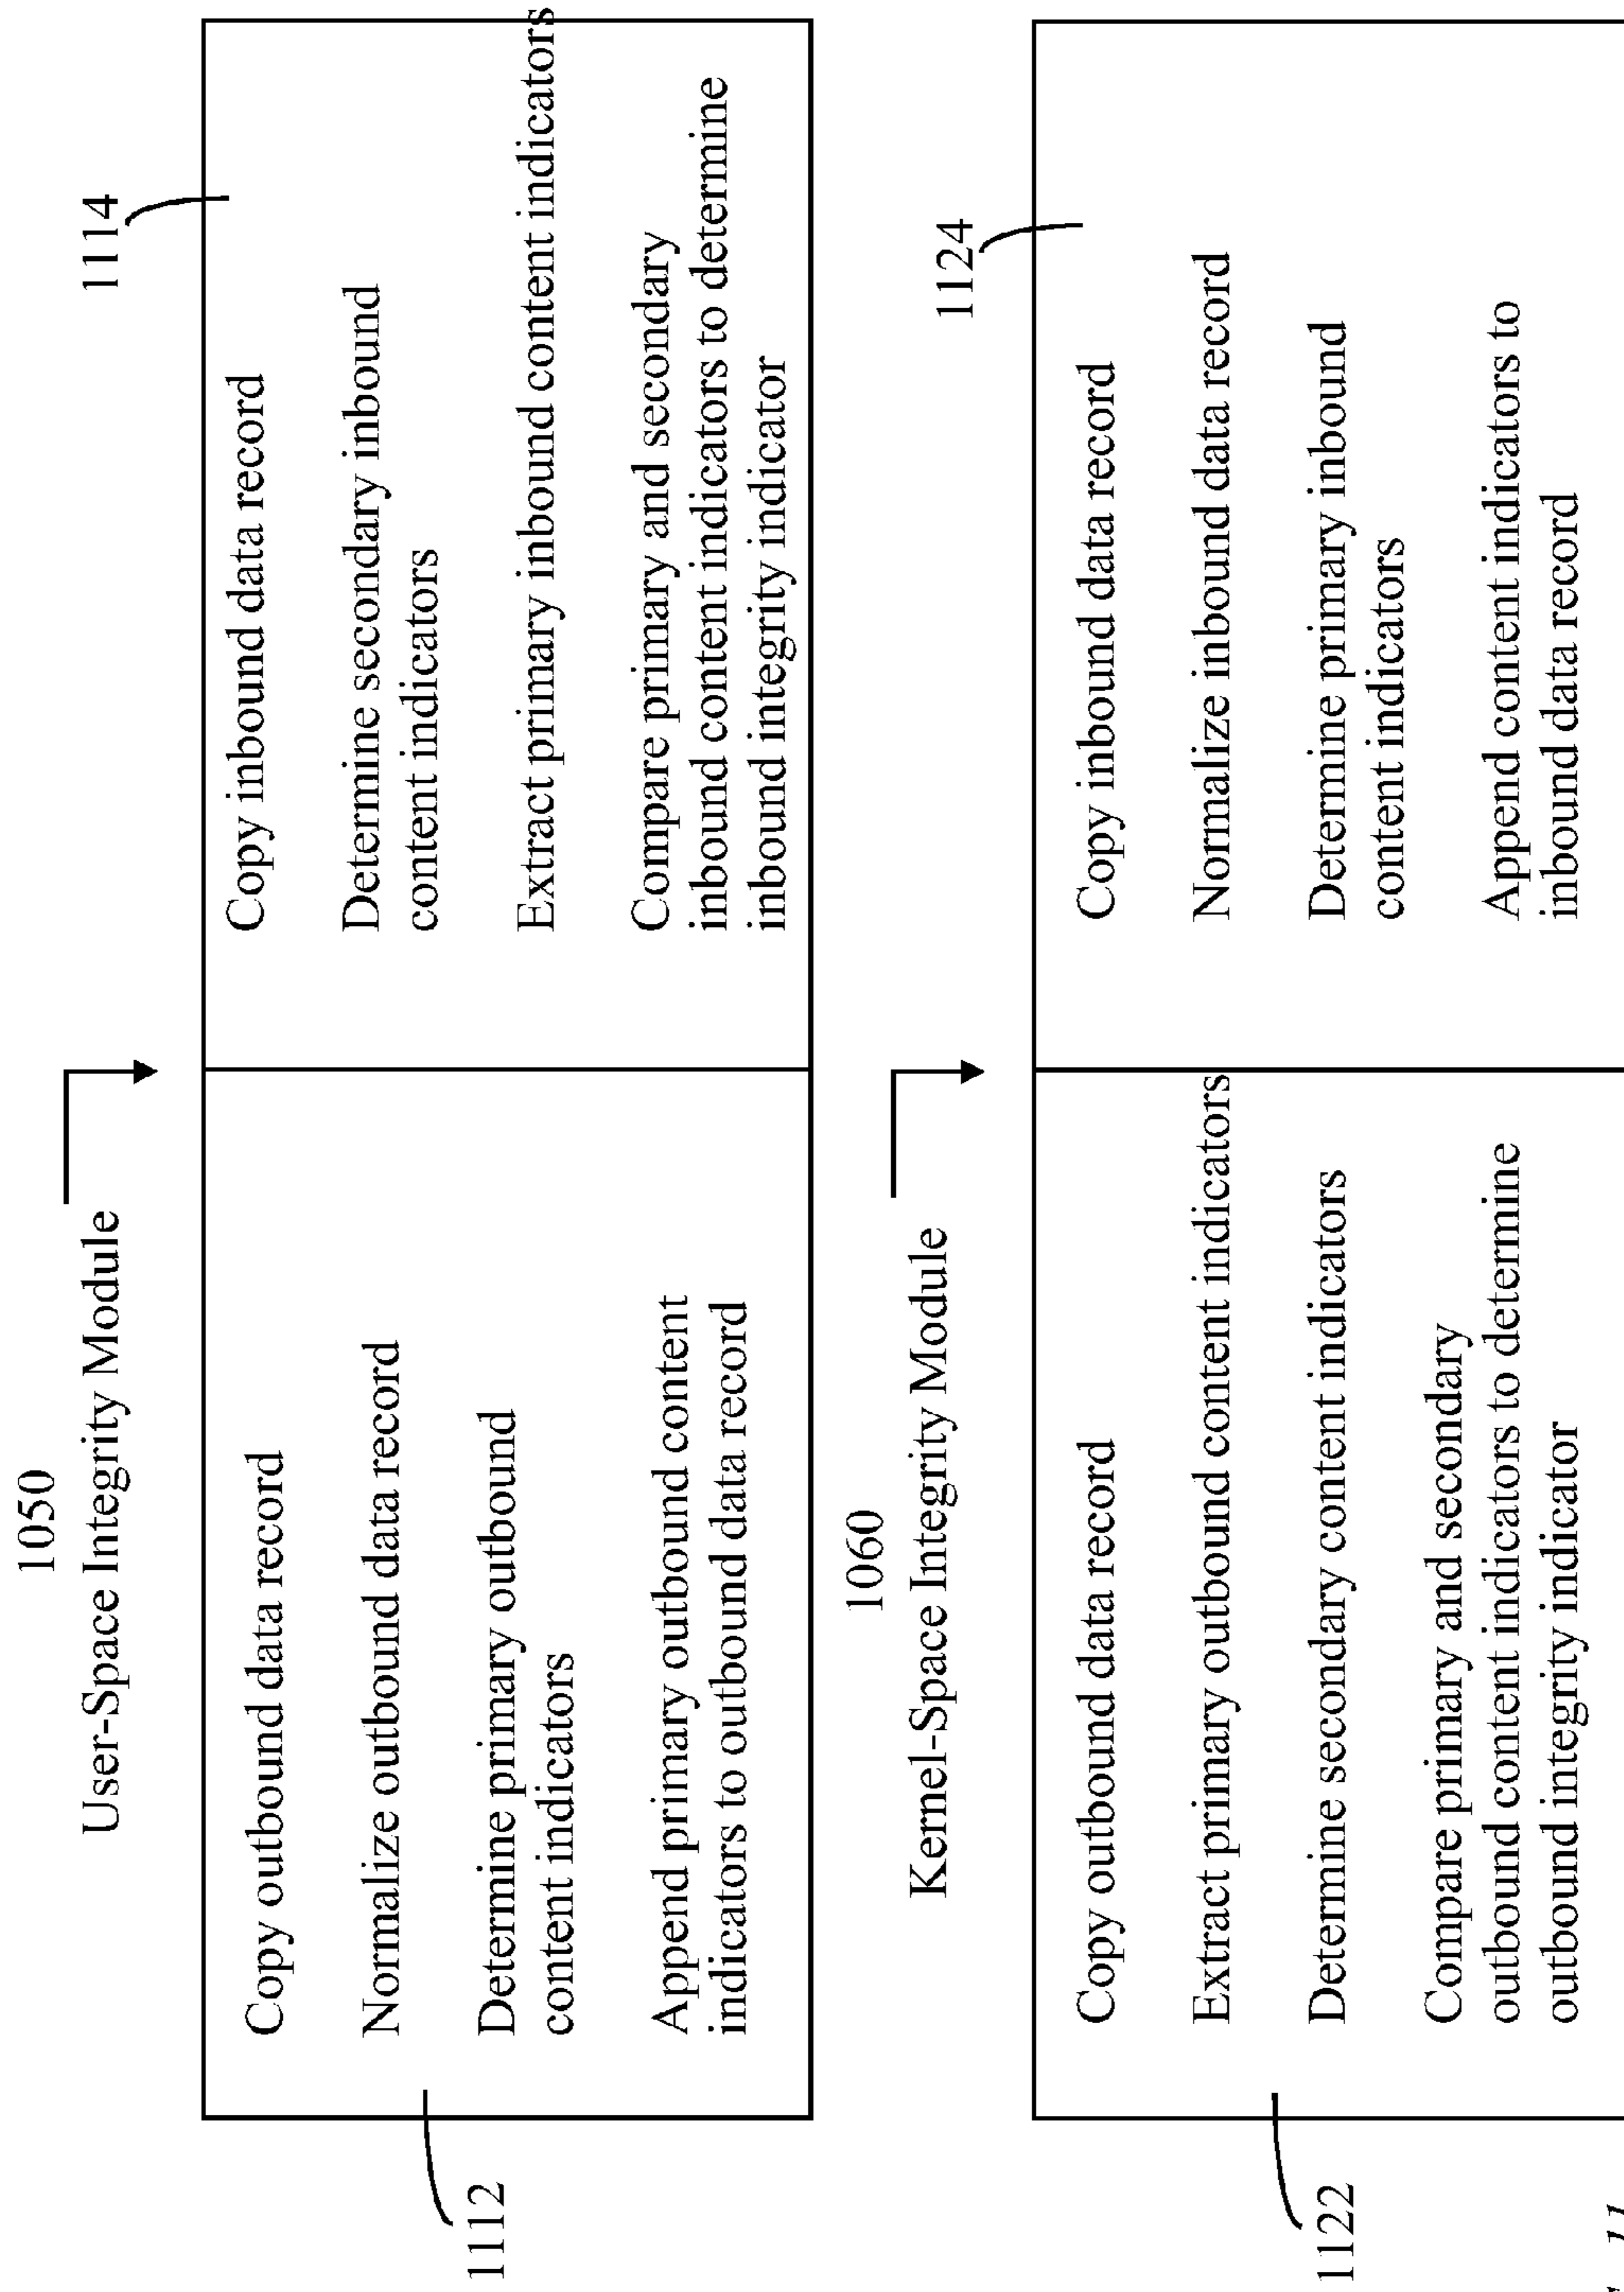 1050
User-Space Integrity Module
1112
Copy outbound data record
Normalize outbound data record
Determine primary outbound
content indicators
Append primary outbound content
indicators to outbound data record
1114
Copy inbound data record
Determine secondary inbound
content indicators
Extract primary inbound content indicators
Compare primary and secondary
inbound content indicators to determine
inbound integrity indicator
1060
Kernel-Space Integrity Module
1122
Copy outbound data record
Extract primary outbound content indicators
Determine secondary content indicators
Compare primary and secondary
outbound content indicators to determine
outbound integrity indicator
1124
Copy inbound data record
Normalize inbound data record
Determine primary inbound
content indicators
Append content indicators to
inbound data record
11